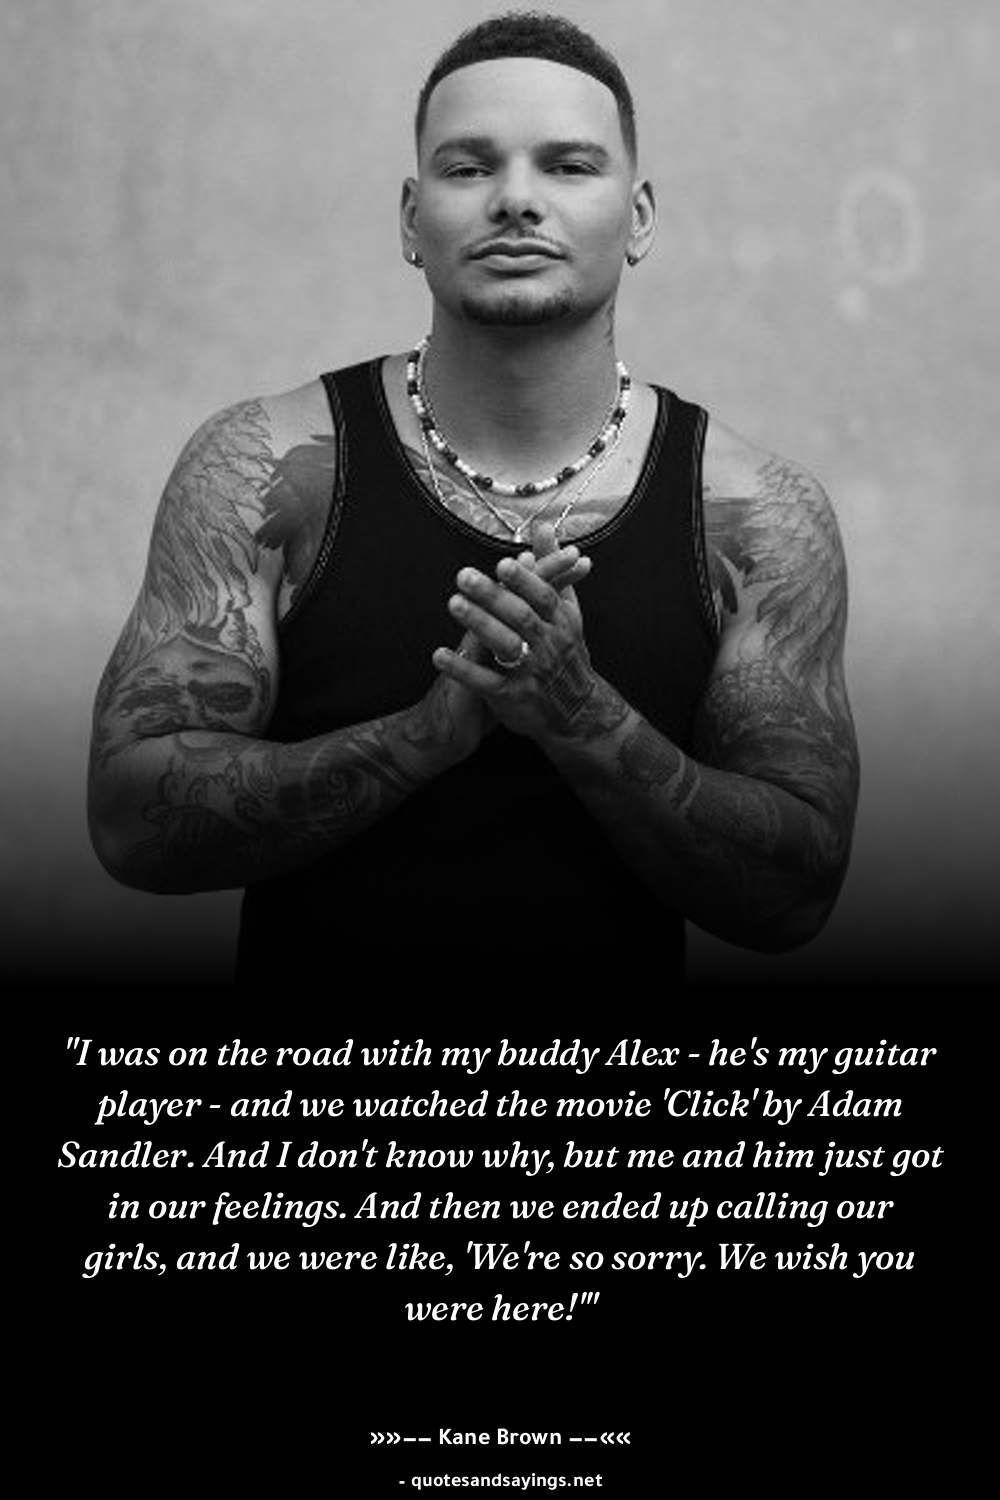 "I was on the road with my buddy Alex - he's my guitar
player - and we watched the movie 'Click' by Adam
Sandler. And I don't know why, but me and him just got
in our feelings. And then we ended up calling our
girls, and we were like, 'We're so sorry. We wish you
were here!'"
»»–– Kane Brown ––««
- quotesandsayings.net